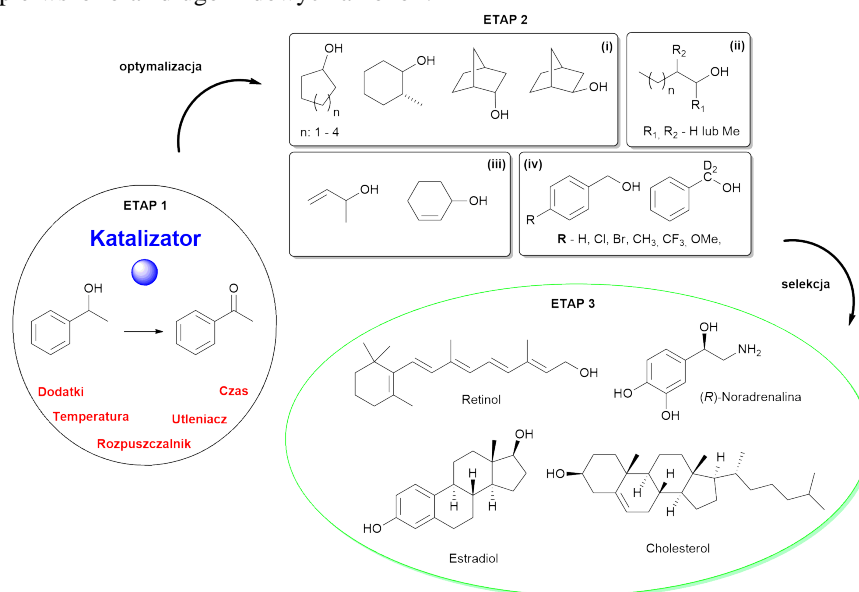 ETAP 2
optymalizacja
(i)
OH
OH
n
n: 1 - 4
OH
OH
(ii)
R2
OH
n
R1
R1, R2 - H lub Me
(iii)
OH
OH
(iv)
OH
R
D2
C
OH
R - H, Cl, Br, CH3, CF3, OMe,
ETAP 1
Katalizator
OH
O
Dodatki
Czas
Temperatura
Utleniacz
Rozpuszczalnik
selekcja
ETAP 3
OH
Retinol
OH
NH2
HO
OH
(R)-Noradrenalina
OH
H
H
H
HO
Estradiol
H
HO
H
H
H
Cholesterol